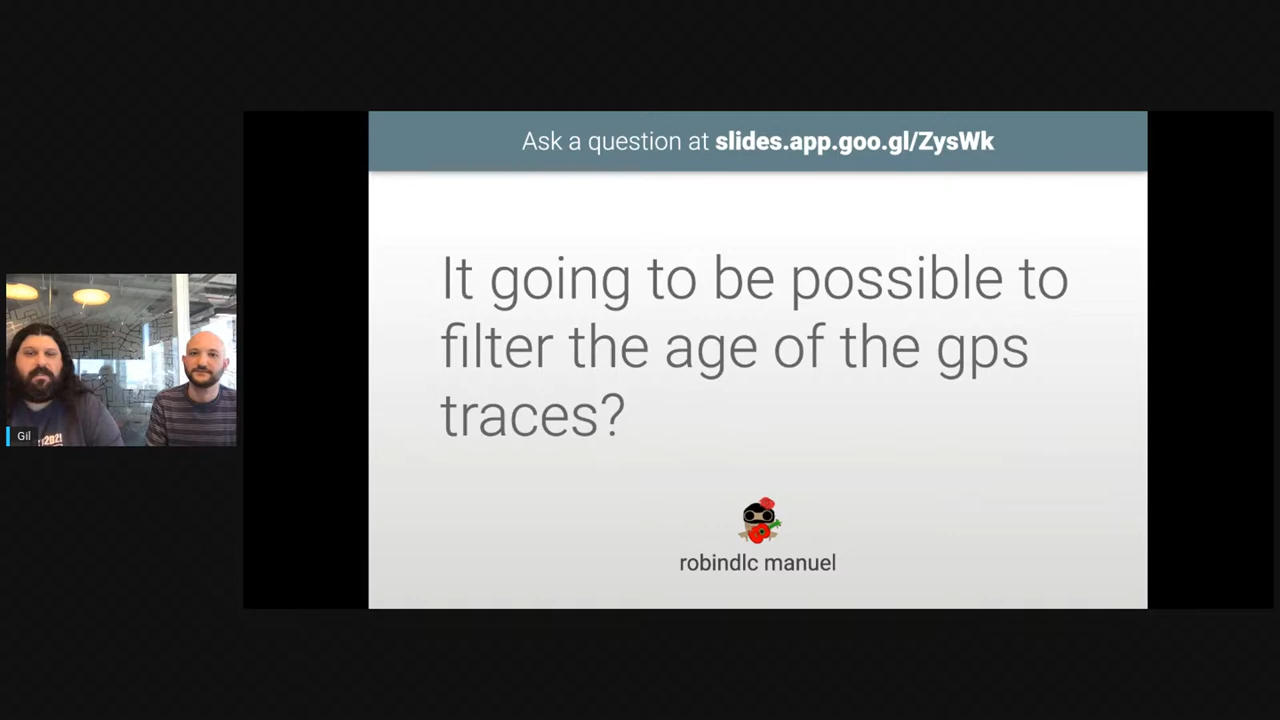 Ask a question at slides.app.goo.gl/ZysWk
It going to be possible to
filter the age of the gps
traces?
robindlc manuel
Gil